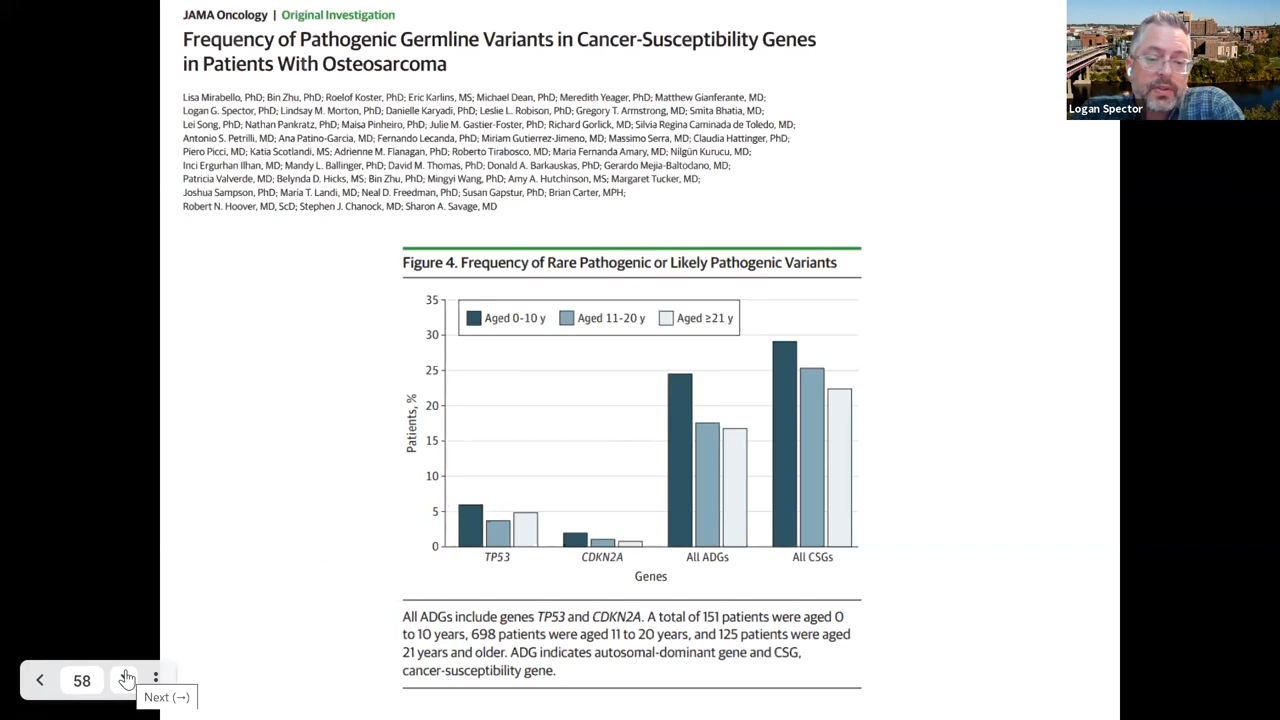 JAMA Oncology | Original Investigation
Frequency of Pathogenic Germline Variants in Cancer-Susceptibility Genes
in Patients With Osteosarcoma
Lisa Mirabello, PhD; Bin Zhu, PhD; Roelof Koster, PhD; Eric Karlins, MS; Michael Dean, PhD; Meredith Yeager, PhD; Matthew Gianferante, MD;
Logan G. Spector, PhD; Lindsay M. Morton, PhD; Danielle Karyadi, PhD; Leslie L. Robison, PhD; Gregory T. Armstrong, MD; Smita Bhatia, MD;
Lei Song, PhD; Nathan Pankratz, PhD; Maisa Pinheiro, PhD; Julie M. Gastier-Foster, PhD; Richard Gorlick, MD; Silvia Regina Caminada de Toledo, MD;
Antonio S. Petrilli, MD; Ana Patino-Garcia, MD; Fernando Lecanda, PhD; Miriam Gutierrez-Jimeno, MD; Massimo Serra, MD; Claudia Hattinger, PhD;
Piero Picci, MD; Katia Scotlandi, MS; Adrienne M. Flanagan, PhD; Roberto Tirabosco, MD; Maria Fernanda Amary, MD; Nilgün Kurucu, MD;
Inci Ergurhan Ilhan, MD; Mandy L. Ballinger, PhD; David M. Thomas, PhD; Donald A. Barkauskas, PhD; Gerardo Mejia-Baltodano, MD;
Patricia Valverde, MD; Belynda D. Hicks, MS; Bin Zhu, PhD; Mingyi Wang, PhD; Amy A. Hutchinson, MS; Margaret Tucker, MD;
Joshua Sampson, PhD; Maria T. Landi, MD; Neal D. Freedman, PhD; Susan Gapstur, PhD; Brian Carter, MPH;
Robert N. Hoover, MD, ScD; Stephen J. Chanock, MD; Sharon A. Savage, MD
Logan Spector
Figure 4. Frequency of Rare Pathogenic or Likely Pathogenic Variants
Aged 0-10 y Aged 11-20 y Aged ≥21 y
35
30
25
20
15
10
5
0
Patients, %
TP53 CDKN2A All ADGs All CSGs
Genes
All ADGs include genes TP53 and CDKN2A. A total of 151 patients were aged 0
to 10 years, 698 patients were aged 11 to 20 years, and 125 patients were aged
21 years and older. ADG indicates autosomal-dominant gene and CSG,
cancer-susceptibility gene.
58
Next (→)